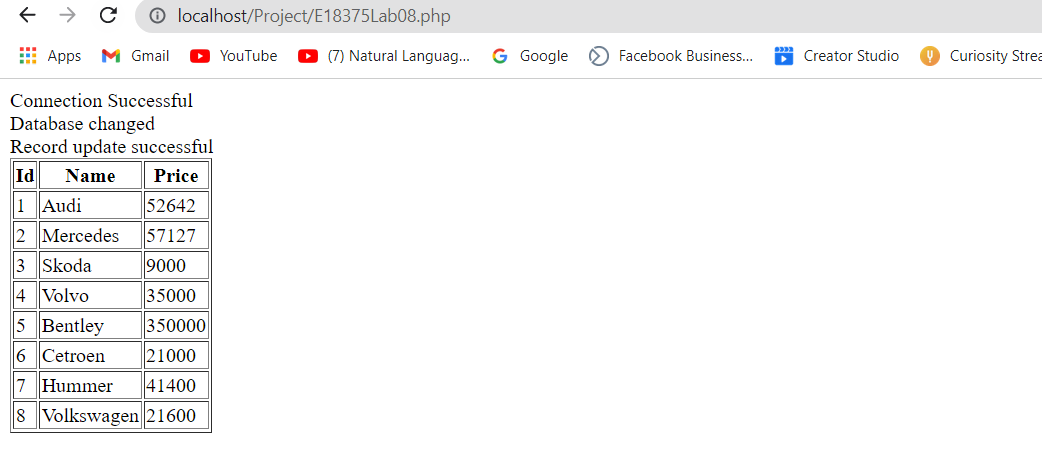 localhost/Project/E18375Lab08.php
Apps Gmail YouTube (7) Natural Languag... Google Facebook Business... Creator Studio Curiosity Strea
Connection Successful
Database changed
Record update successful
Id Name Price
1 Audi 52642
2 Mercedes 57127
3 Skoda 9000
4 Volvo 35000
5 Bentley 350000
6 Cetroen 21000
7 Hummer 41400
8 Volkswagen 21600